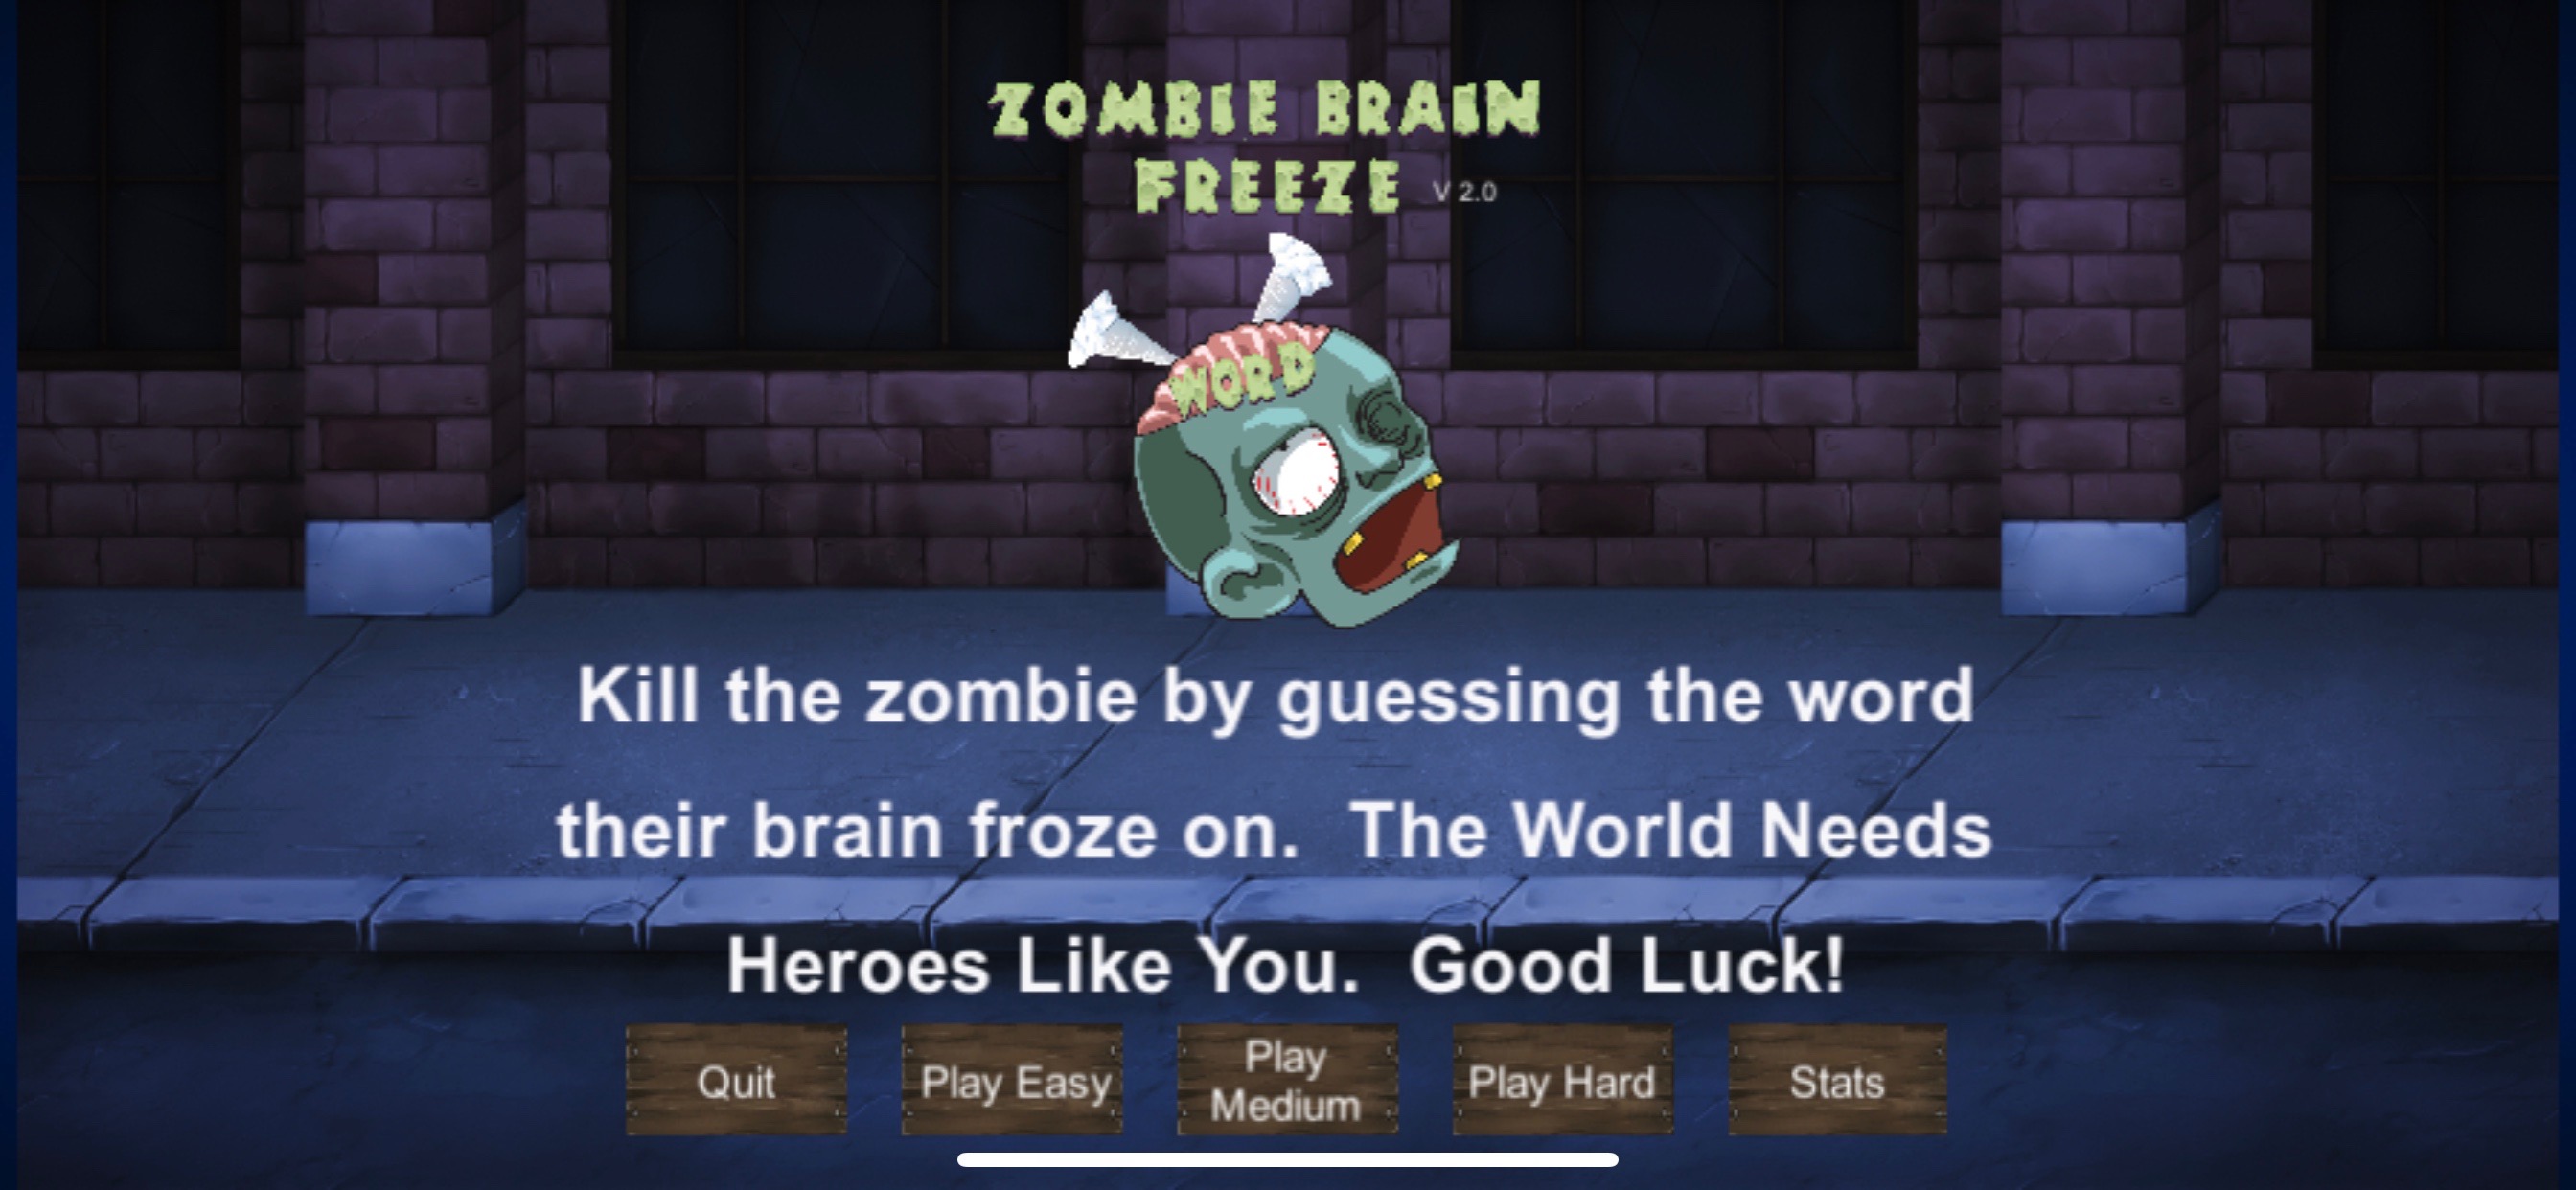 ZOMBIE BRAIN
FREEZE V 2.0
WORD
Kill the zombie by guessing the word
their brain froze on.  The World Needs
Heroes Like You.  Good Luck!
Quit
Play Easy
Play
Medium
Play Hard
Stats